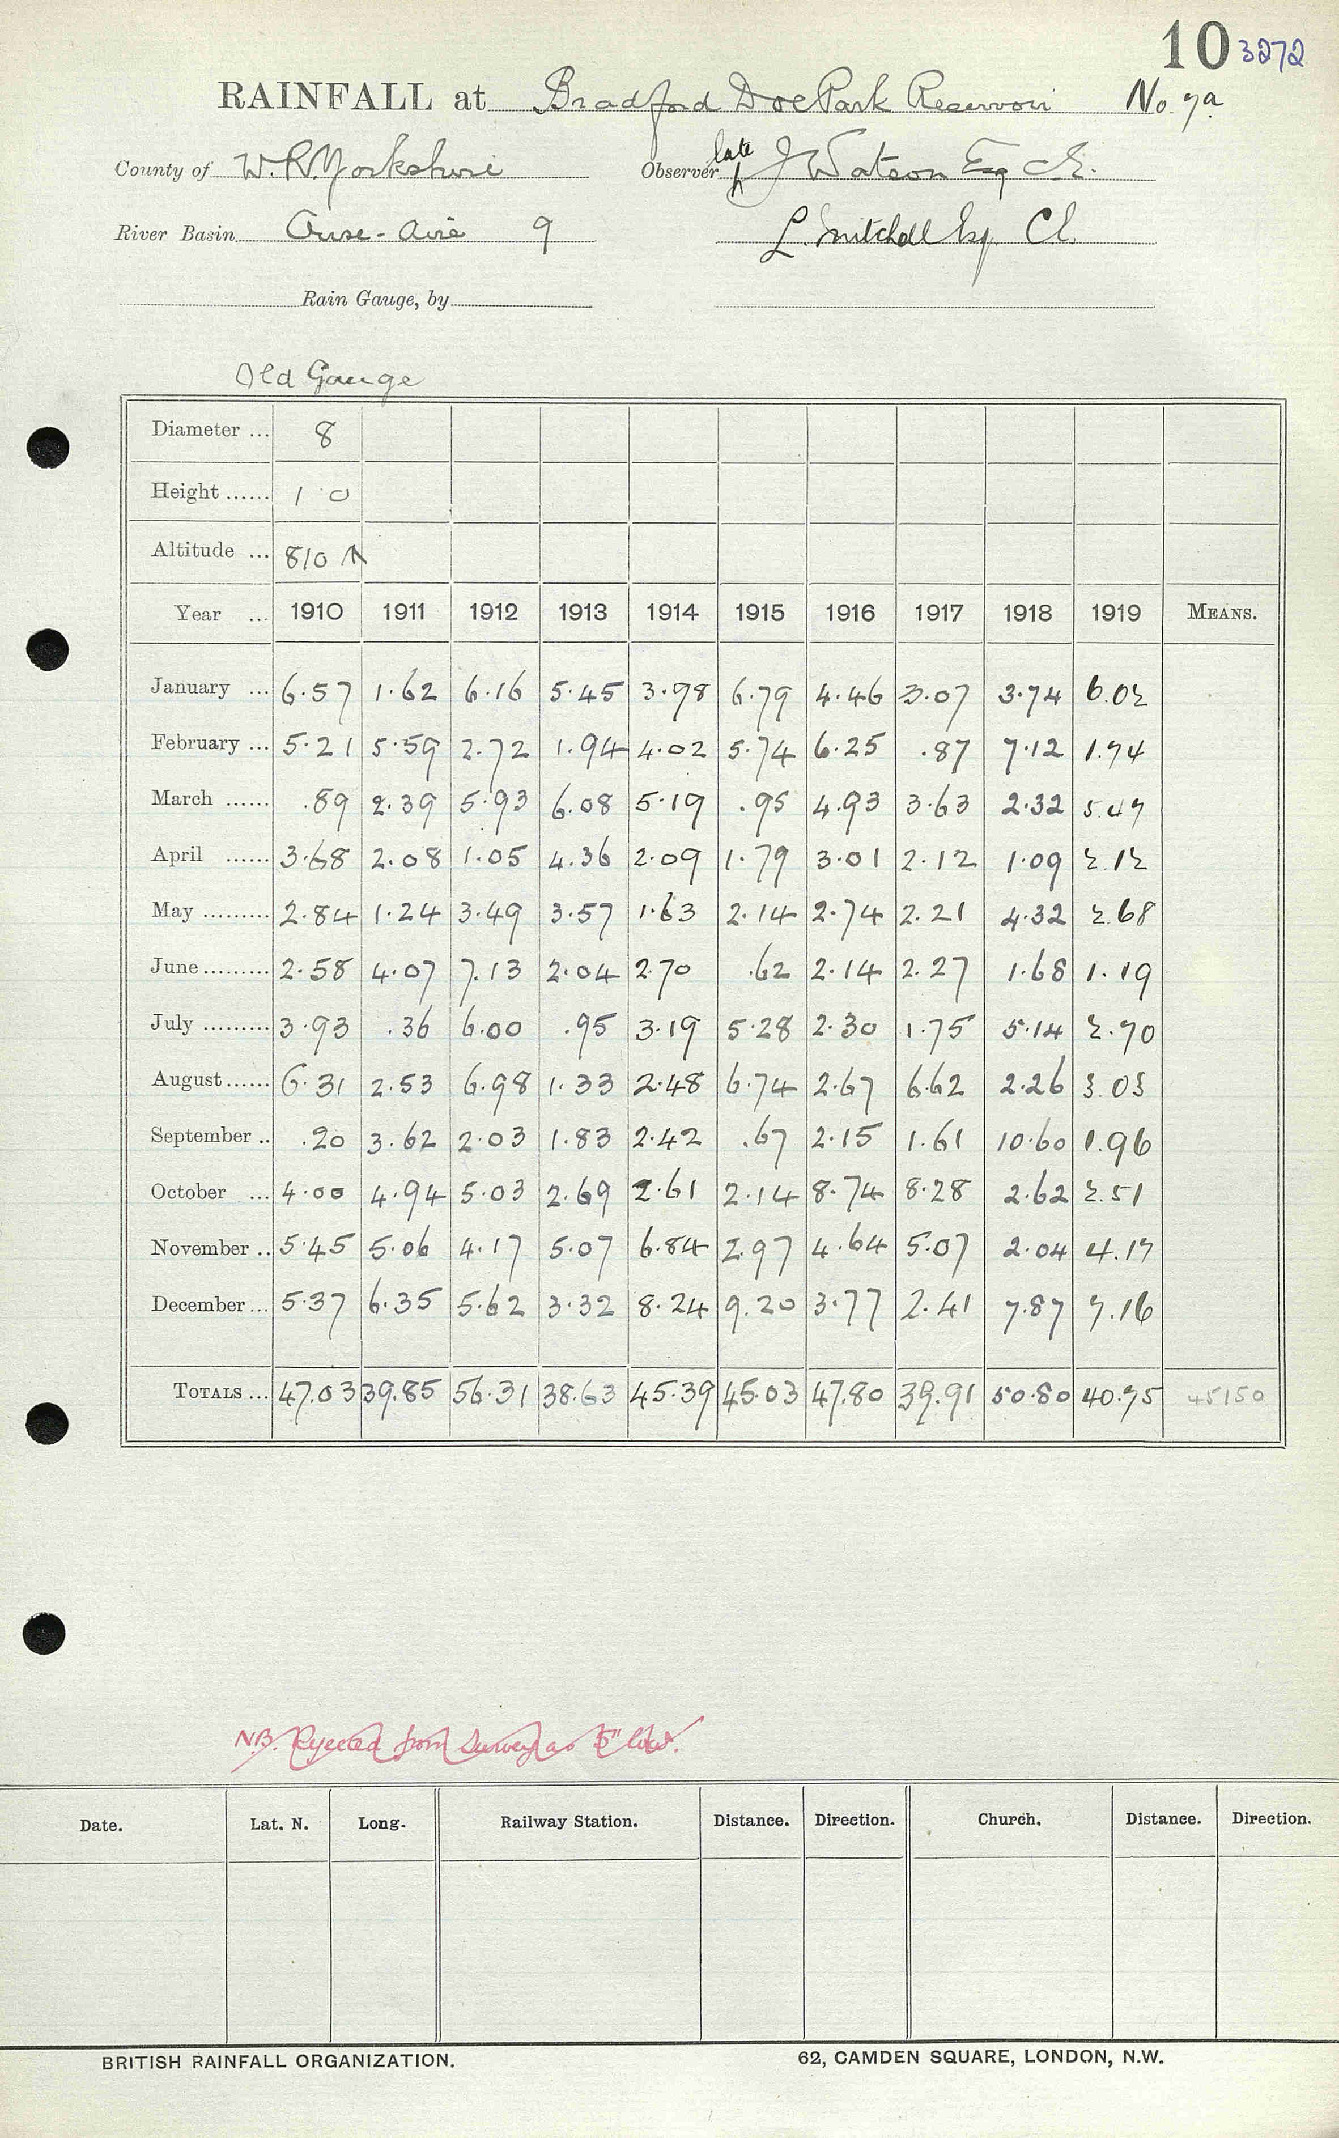 10 3272
RAINFALL at Bradford Doe Park Reservoir No 7a
County of W.R. Yorkshire Observer late J Watson Esq C.E.
River Basin Ouse-Aire 9 L. Mitchell Esq. CE.
Rain Gauge, by
Old Gauge
Diameter ... 8
Height ...... 1 0
Altitude ... 810
Year ... 1910 1911 1912 1913 1914 1915 1916 1917 1918 1919 MEANS.
January ... 6.57 1.62 6.16 5.45 3.98 6.79 4.46 3.07 3.74 6.02
February ... 5.21 5.59 2.72 1.94 4.02 5.74 6.25 .87 7.12 1.74
March ...... .89 2.39 5.93 6.08 5.19 .95 4.93 3.63 2.32 5.47
April ...... 3.68 2.08 1.05 4.36 2.09 1.79 3.01 2.12 1.09 2.12
May ......... 2.84 1.24 3.49 3.57 1.63 2.14 2.74 2.21 4.32 2.68
June ......... 2.58 4.07 7.13 2.04 2.70 .62 2.14 2.27 1.68 1.19
July ......... 3.93 .36 6.00 .95 3.19 5.28 2.30 1.75 5.14 2.70
August ...... 6.31 2.53 6.98 1.33 2.48 6.74 2.67 6.62 2.26 3.03
September .. .20 3.62 2.03 1.83 2.42 .67 2.15 1.61 10.60 1.96
October ... 4.00 4.94 5.03 2.69 2.61 2.14 8.74 8.28 2.62 2.51
November .. 5.45 5.06 4.17 5.07 6.84 2.97 4.64 5.07 2.04 4.17
December ... 5.37 6.35 5.62 3.32 8.24 9.20 3.77 2.41 7.87 7.16
TOTALS ... 47.03 39.85 56.31 38.63 45.39 45.03 47.80 39.91 50.80 40.75 45150
NB. Rejected from Survey as 5" low.
Date. Lat. N. Long. Railway Station. Distance. Direction. Church. Distance. Direction.
BRITISH RAINFALL ORGANIZATION. 62, CAMDEN SQUARE, LONDON, N.W.